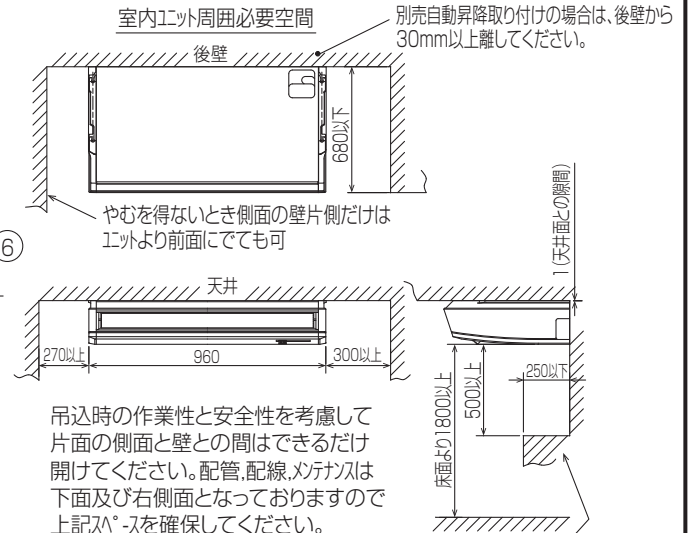 室内ユニット周囲必要空間
別売自動昇降取り付けの場合は、後壁から
30mm以上離してください。
後壁
680以下
やむを得ないとき側面の壁片側だけは
ユニットより前面にでても可
6
1(天井面との隙間)
天井
270以上
960
300以上
床面より1800以上
500以上
250以下
吊込時の作業性と安全性を考慮して
片面の側面と壁との間はできるだけ
開けてください。配管,配線,メンテナンスは
下面及び右側面となっておりますので
上記スペースを確保してください。